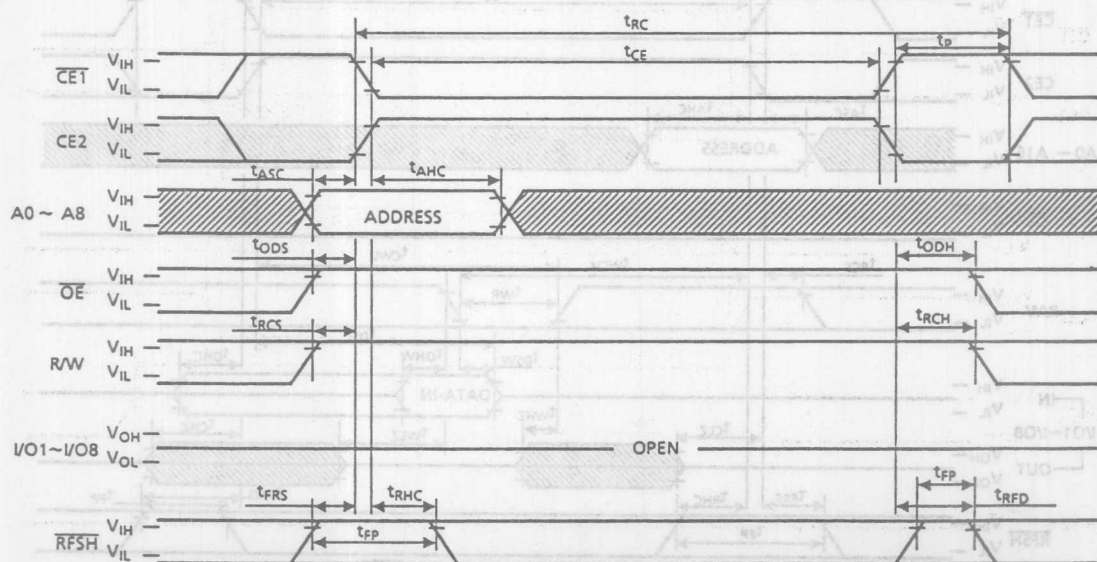 tRC
tCE
tP
CE1
VIH
VIL
CE2
VIH
VIL
tASC
tAHC
A0 ~ A8
VIH
VIL
ADDRESS
tODS
tODH
OE
VIH
VIL
tRCS
tRCH
R/W
VIH
VIL
I/O1~I/O8
VOH
VOL
OPEN
tFRS
tRHC
tFP
tFP
tRFD
RFSH
VIH
VIL